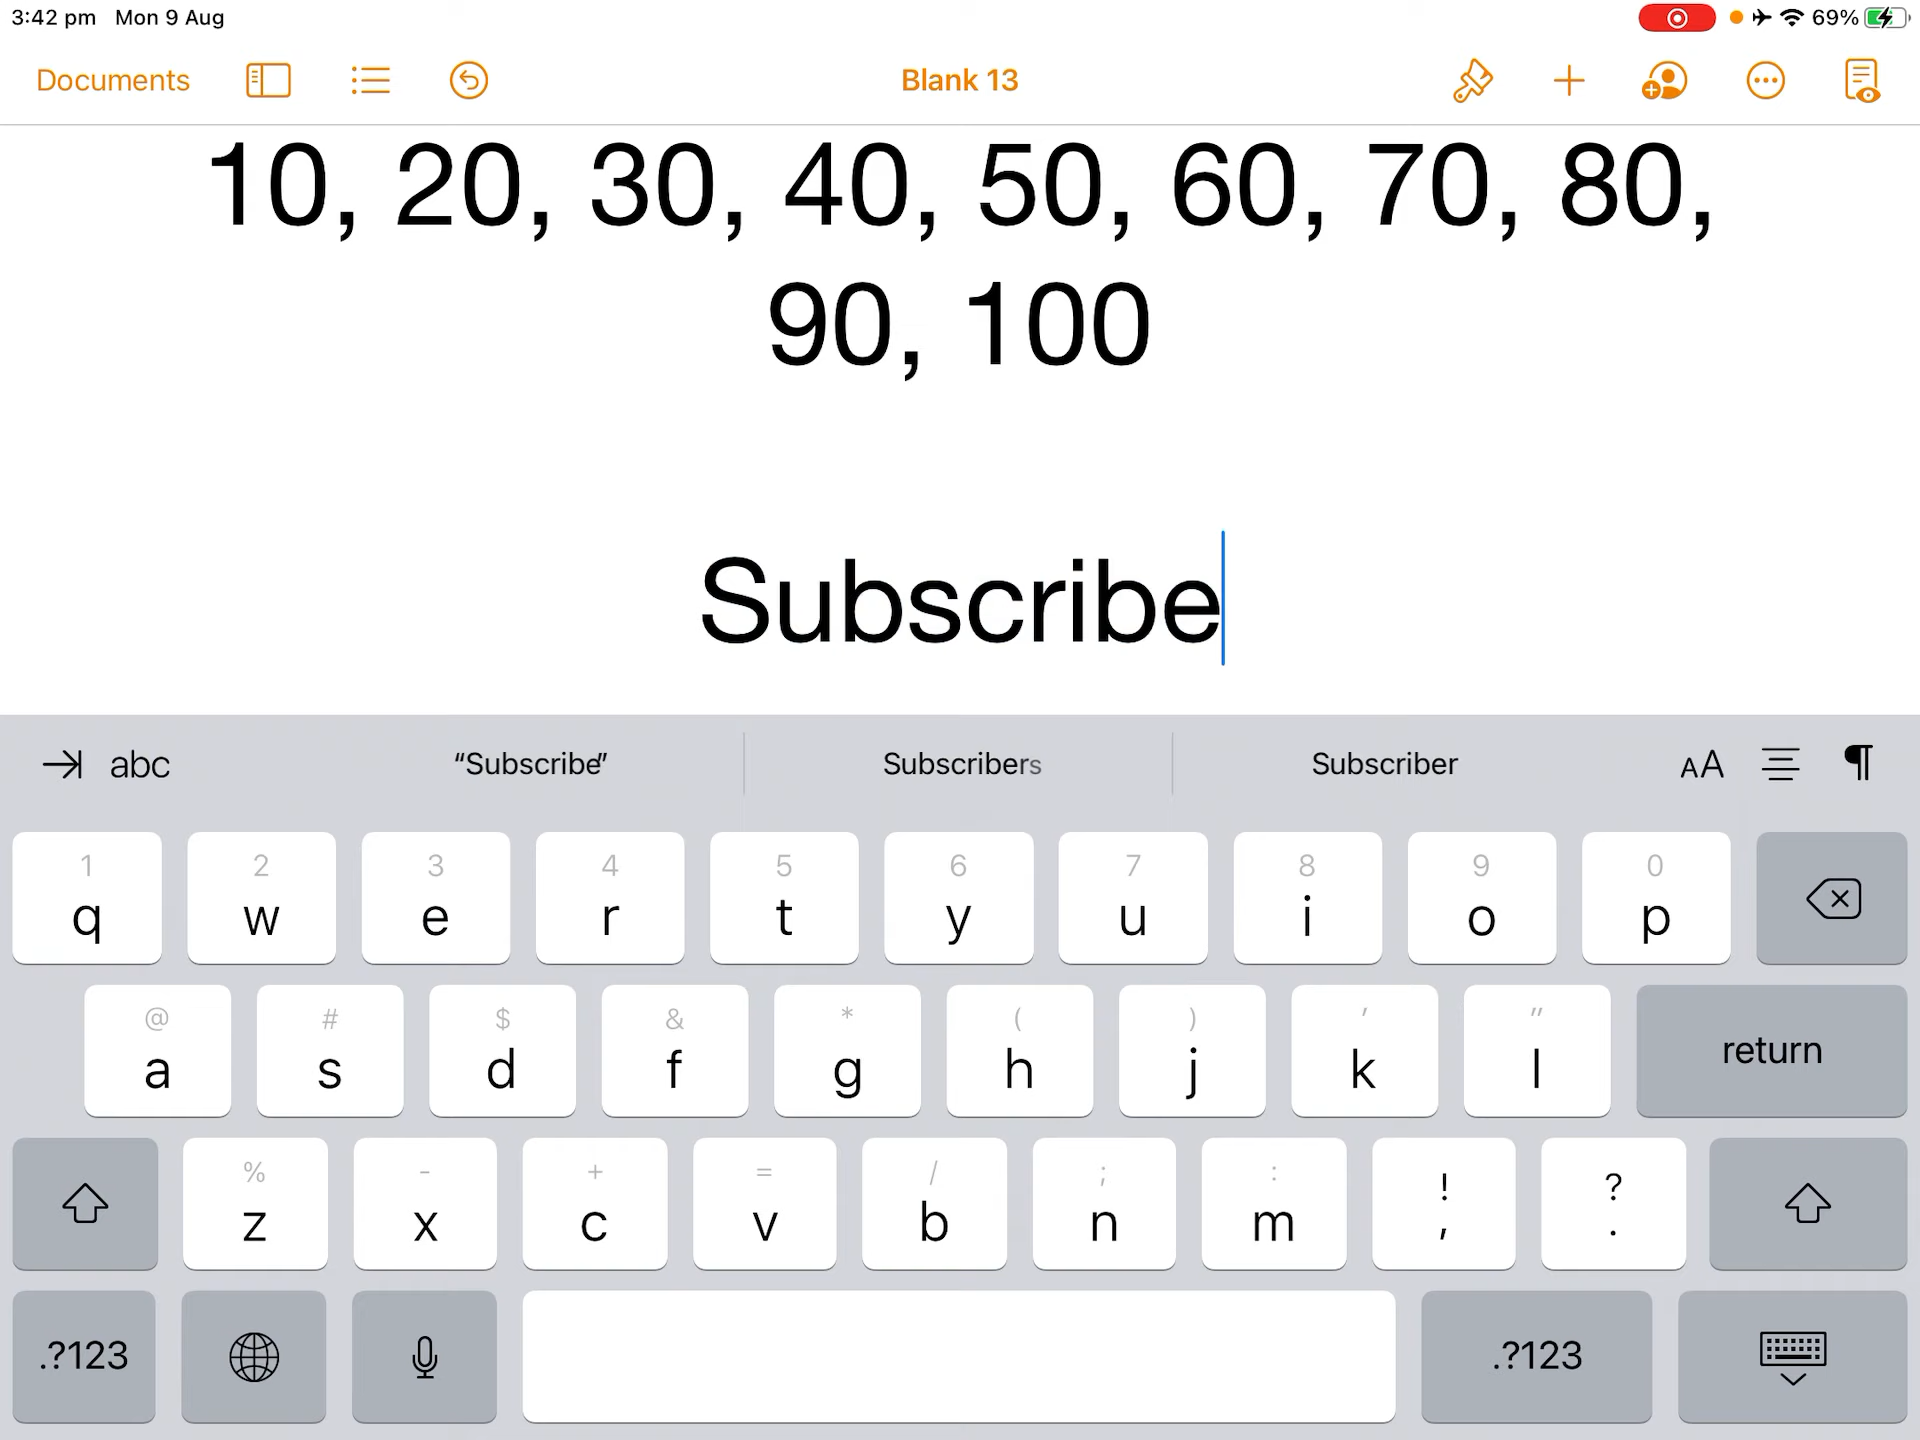 3:42 pm Mon 9 Aug 69%
Documents Blank 13
10, 20, 30, 40, 50, 60, 70, 80,
90, 100
Subscribe
abc “Subscribe” Subscribers Subscriber AA ¶
1 2 3 4 5 6 7 8 9 0
q w e r t y u i o p
@ # $ & * ( ) ' "
a s d f g h j k l return
% - + = / ; : ! ?
z x c v b n m , .
.?123 .?123